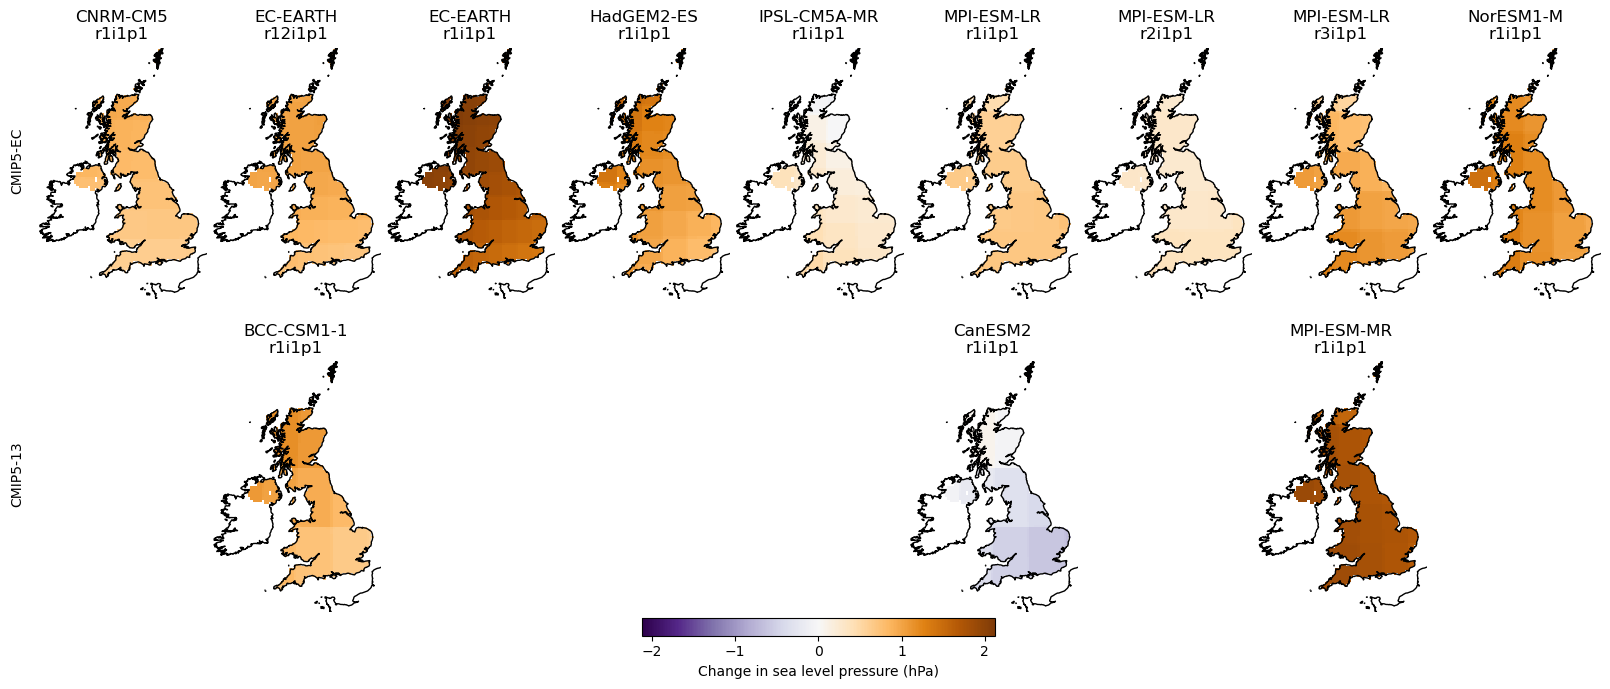 CNRM-CM5
r1i1p1
EC-EARTH
r12i1p1
EC-EARTH
r1i1p1
HadGEM2-ES
r1i1p1
IPSL-CM5A-MR
r1i1p1
MPI-ESM-LR
r1i1p1
MPI-ESM-LR
r2i1p1
MPI-ESM-LR
r3i1p1
NorESM1-M
r1i1p1
CMIP5-EC
BCC-CSM1-1
r1i1p1
CanESM2
r1i1p1
MPI-ESM-MR
r1i1p1
CMIP5-13
−2 −1 0 1 2
Change in sea level pressure (hPa)